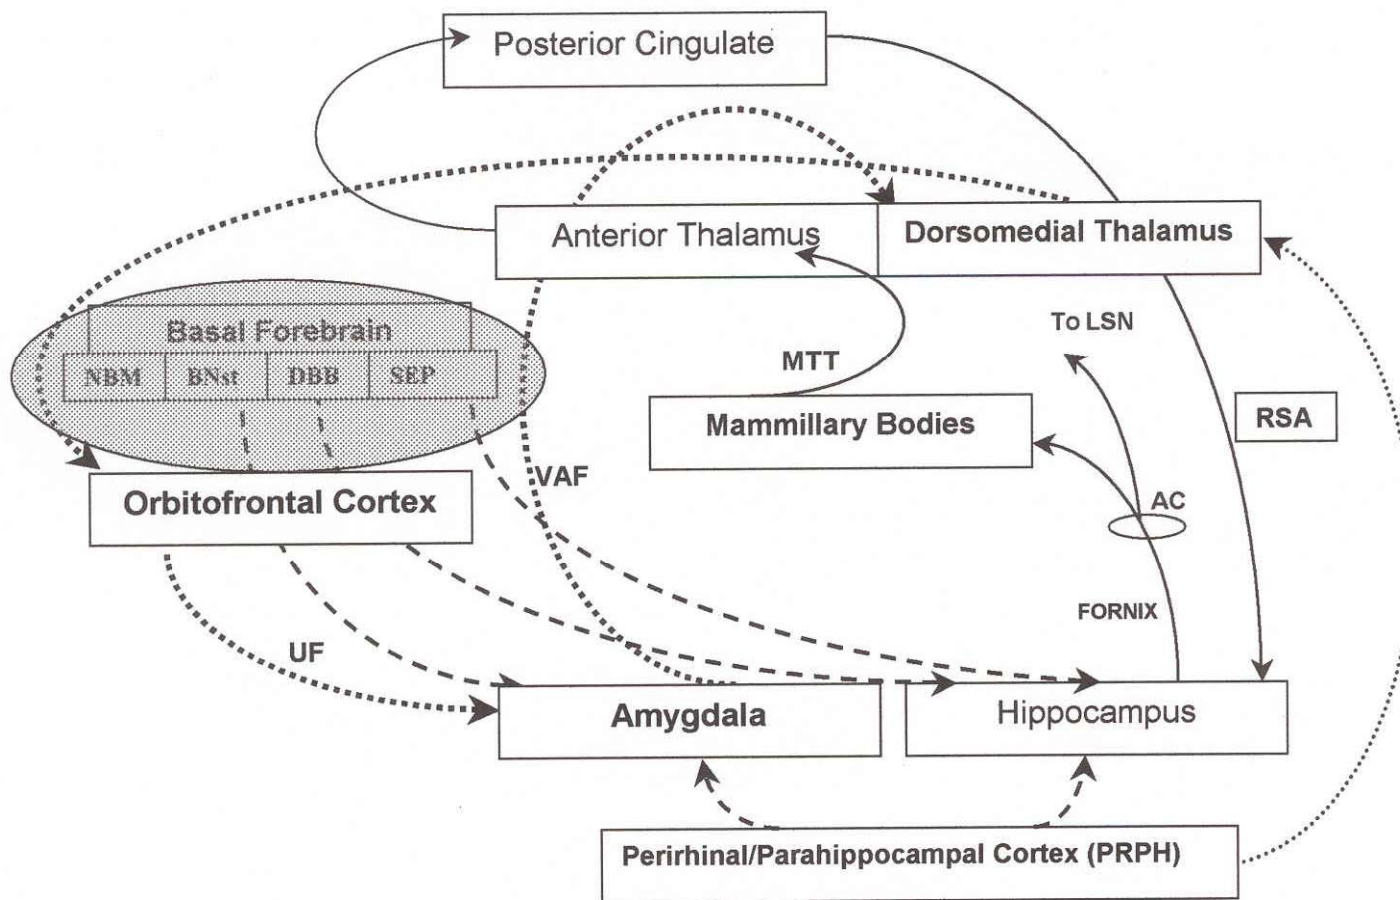 Posterior Cingulate
Anterior Thalamus
Dorsomedial Thalamus
Basal Forebrain
NBM
BNst
DBB
SEP
To LSN
MTT
Mammillary Bodies
RSA
Orbitofrontal Cortex
VAF
AC
FORNIX
UF
Amygdala
Hippocampus
Perirhinal/Parahippocampal Cortex (PRPH)